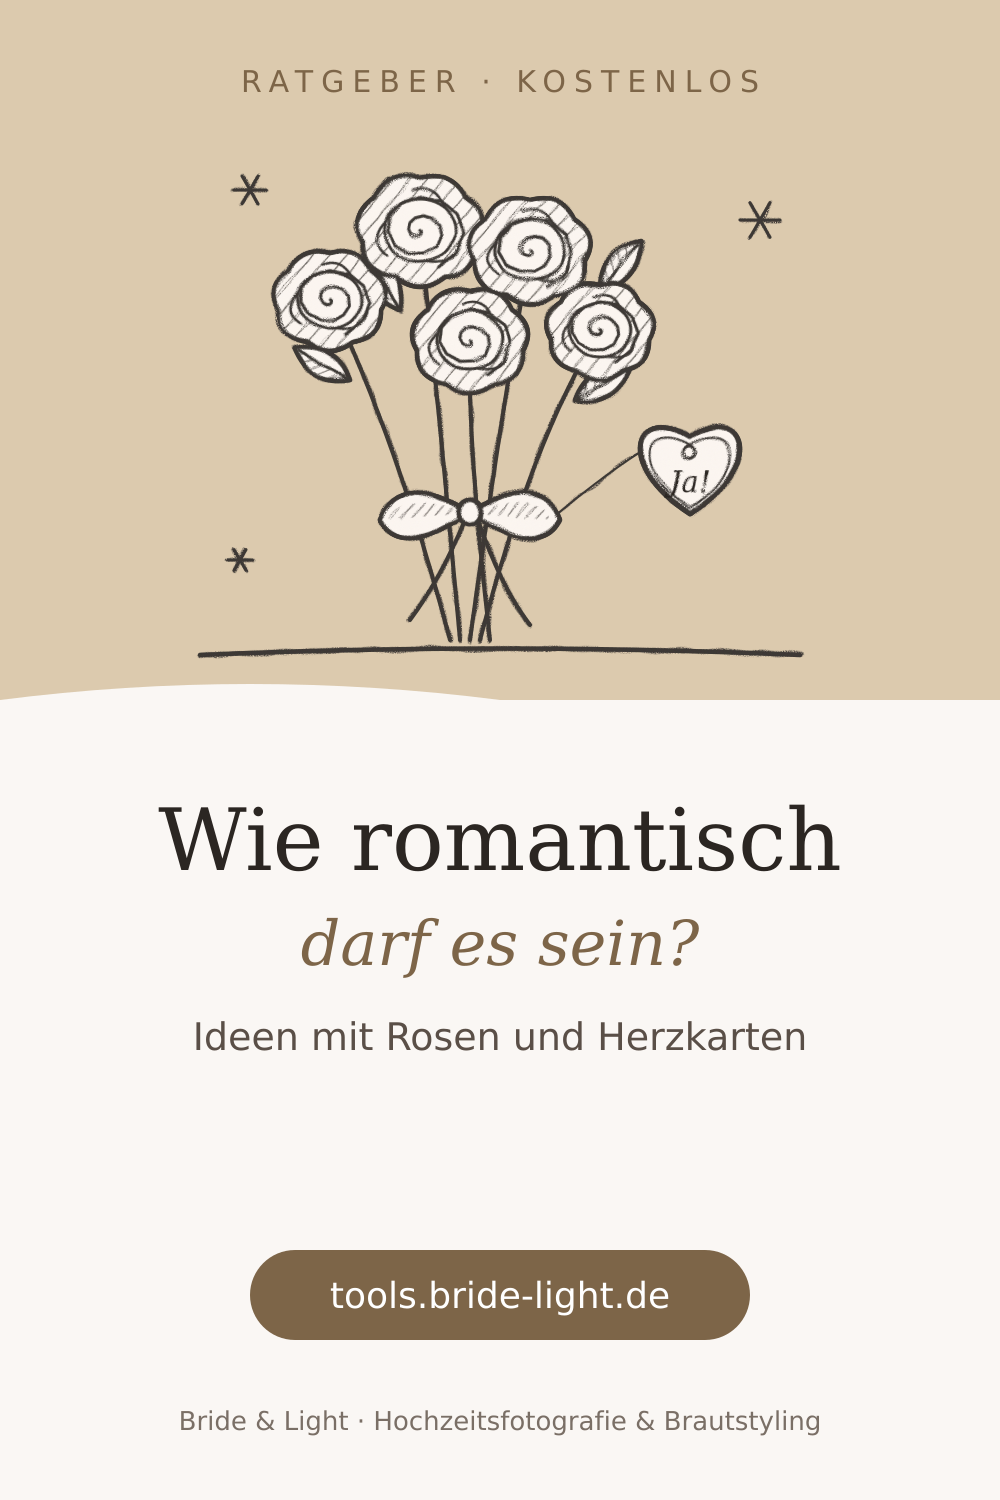 RATGEBER · KOSTENLOS
Ja!
Wie romantisch
darf es sein?
Ideen mit Rosen und Herzkarten
tools.bride-light.de
Bride & Light · Hochzeitsfotografie & Brautstyling